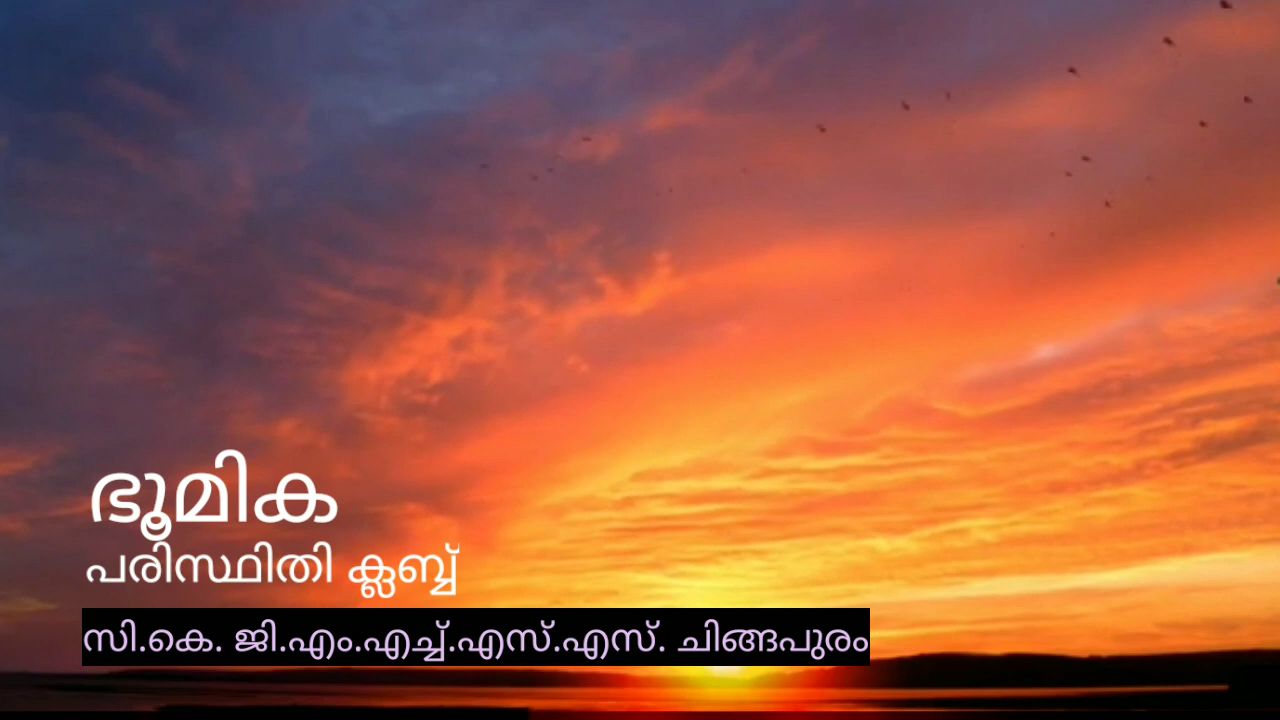 ഭൂമിക
പരിസ്ഥിതി ക്ലബ്ബ്
സി.കെ. ജി.എം.എച്ച്.എസ്.എസ്. ചിങ്ങപുരം